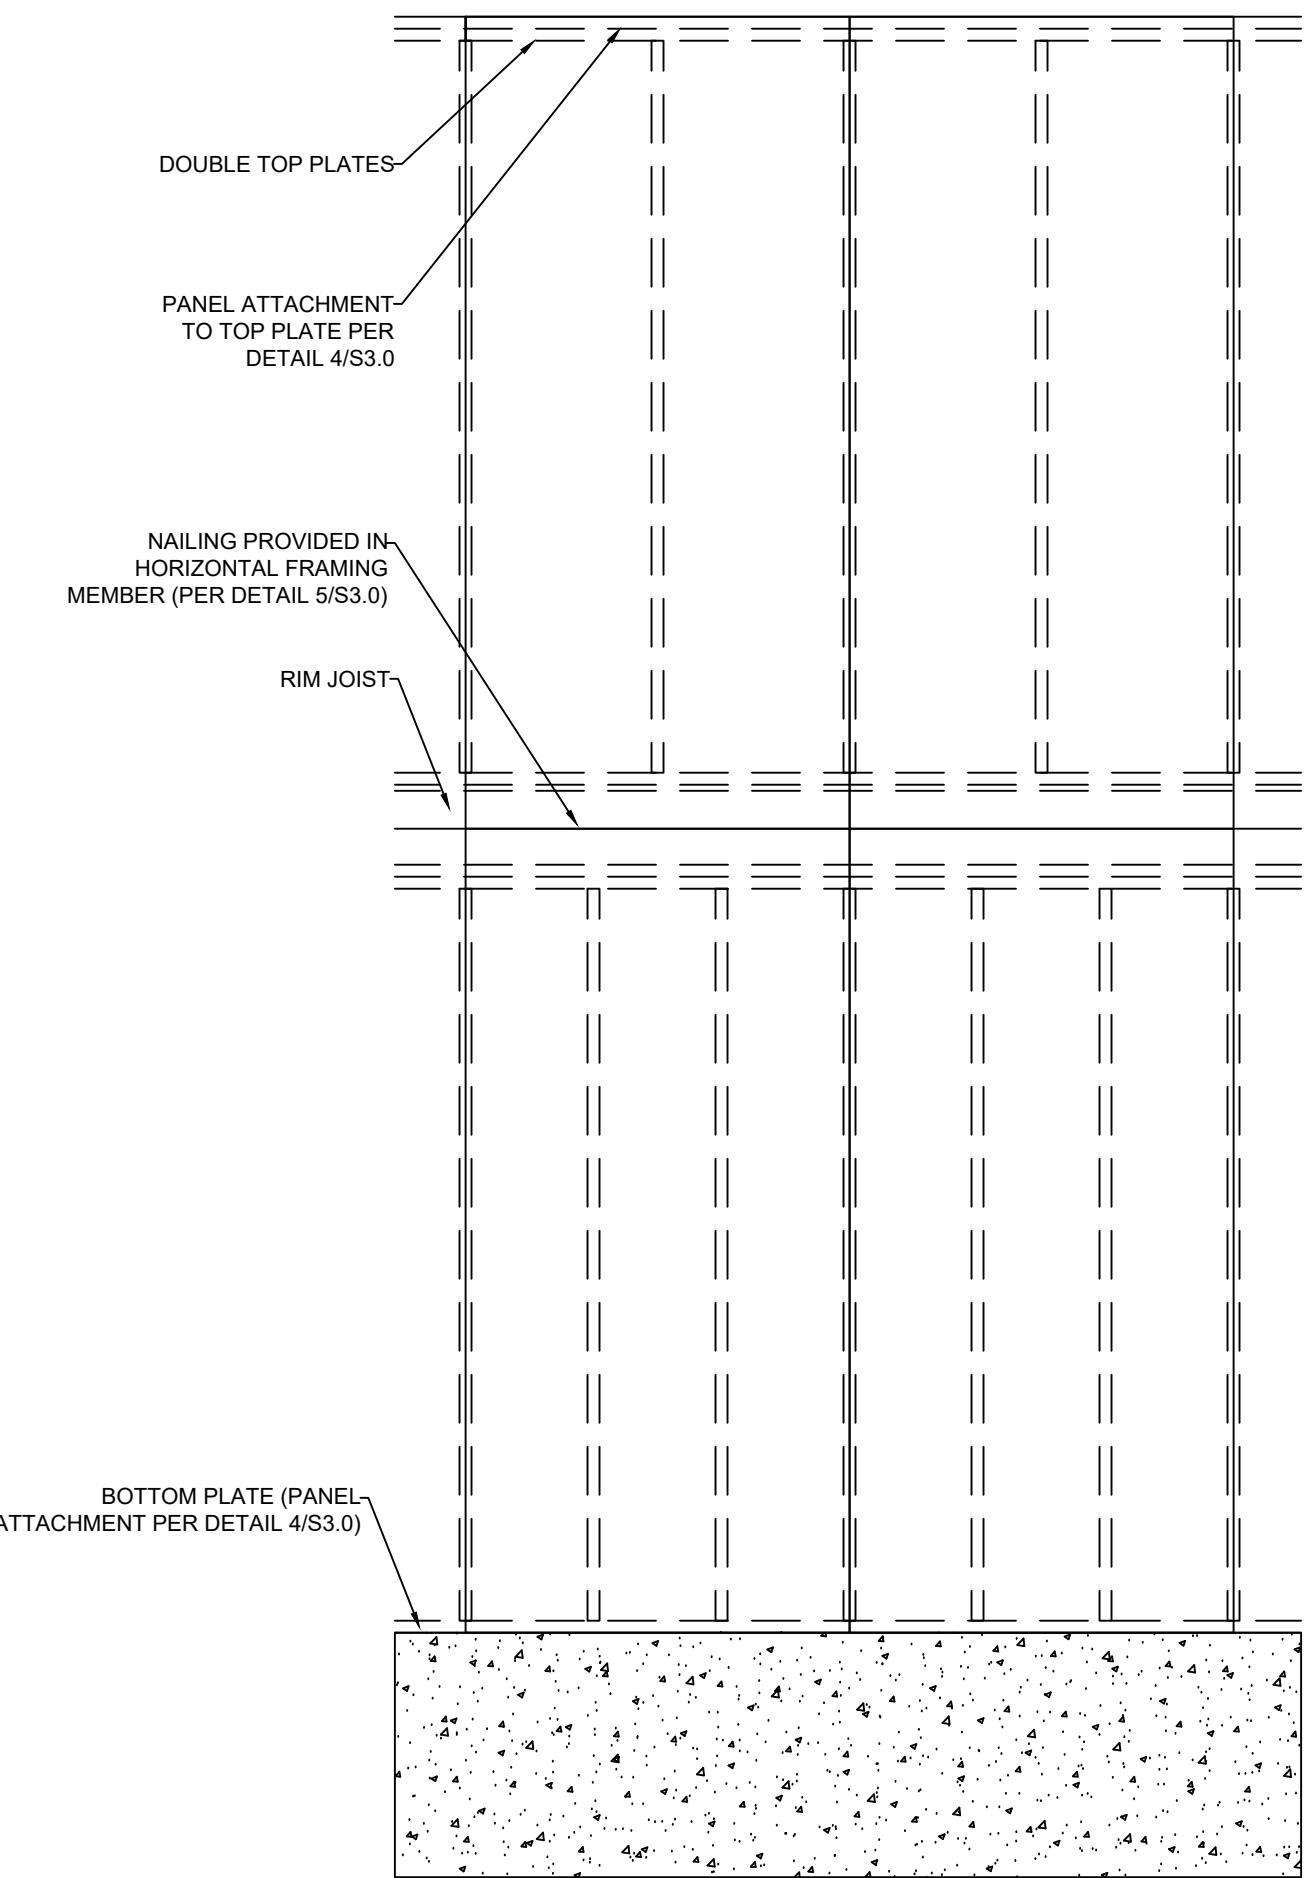 DOUBLE TOP PLATES
PANEL ATTACHMENT
TO TOP PLATE PER
DETAIL 4/S3.0
NAILING PROVIDED IN
HORIZONTAL FRAMING
MEMBER (PER DETAIL 5/S3.0)
RIM JOIST
BOTTOM PLATE (PANEL
ATTACHMENT PER DETAIL 4/S3.0)